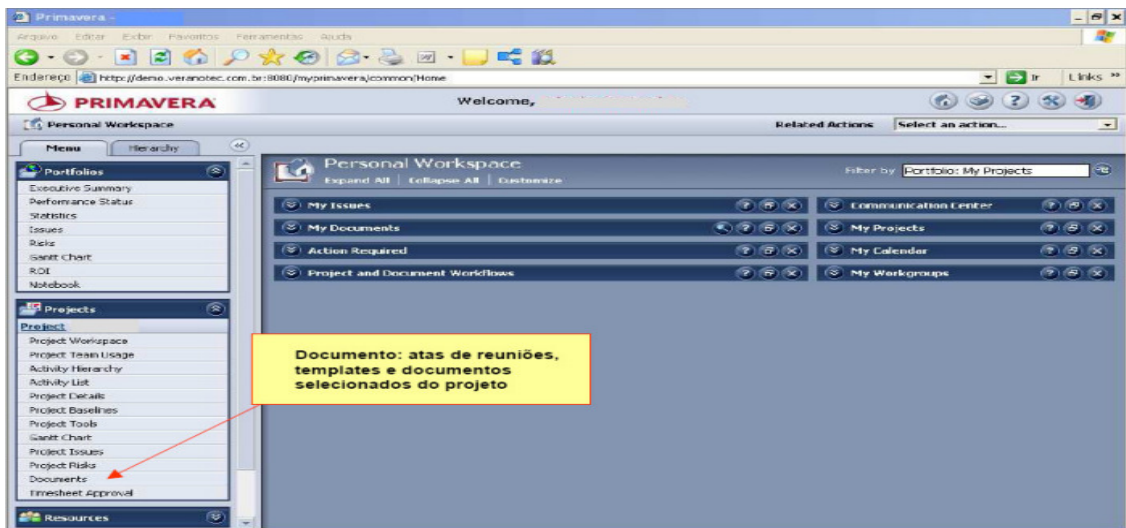 Primavera -
Arquivo Editar Exibir Favoritos Ferramentas Ajuda
Endereço http://demo.veranotec.com.br:8080/myprimavera/common/Home Ir Links »
PRIMAVERA Welcome,
Personal Workspace Related Actions Select an action...
Menu Hierarchy
Personal Workspace
Expand All | Collapse All | Customize
Filter by Portfolio: My Projects
Portfolios
Executive Summary
Performance Status
Statistics
Issues
Risks
Gantt Chart
ROI
Notebook
My Issues Communication Center
My Documents My Projects
Action Required My Calendar
Project and Document Workflows My Workgroups
Projects
Project
Project Workspace
Project Team Usage
Activity Hierarchy
Activity List
Project Details
Project Baselines
Project Tools
Gantt Chart
Project Issues
Project Risks
Documents
Timesheet Approval
Resources
Documento: atas de reuniões,
templates e documentos
selecionados do projeto